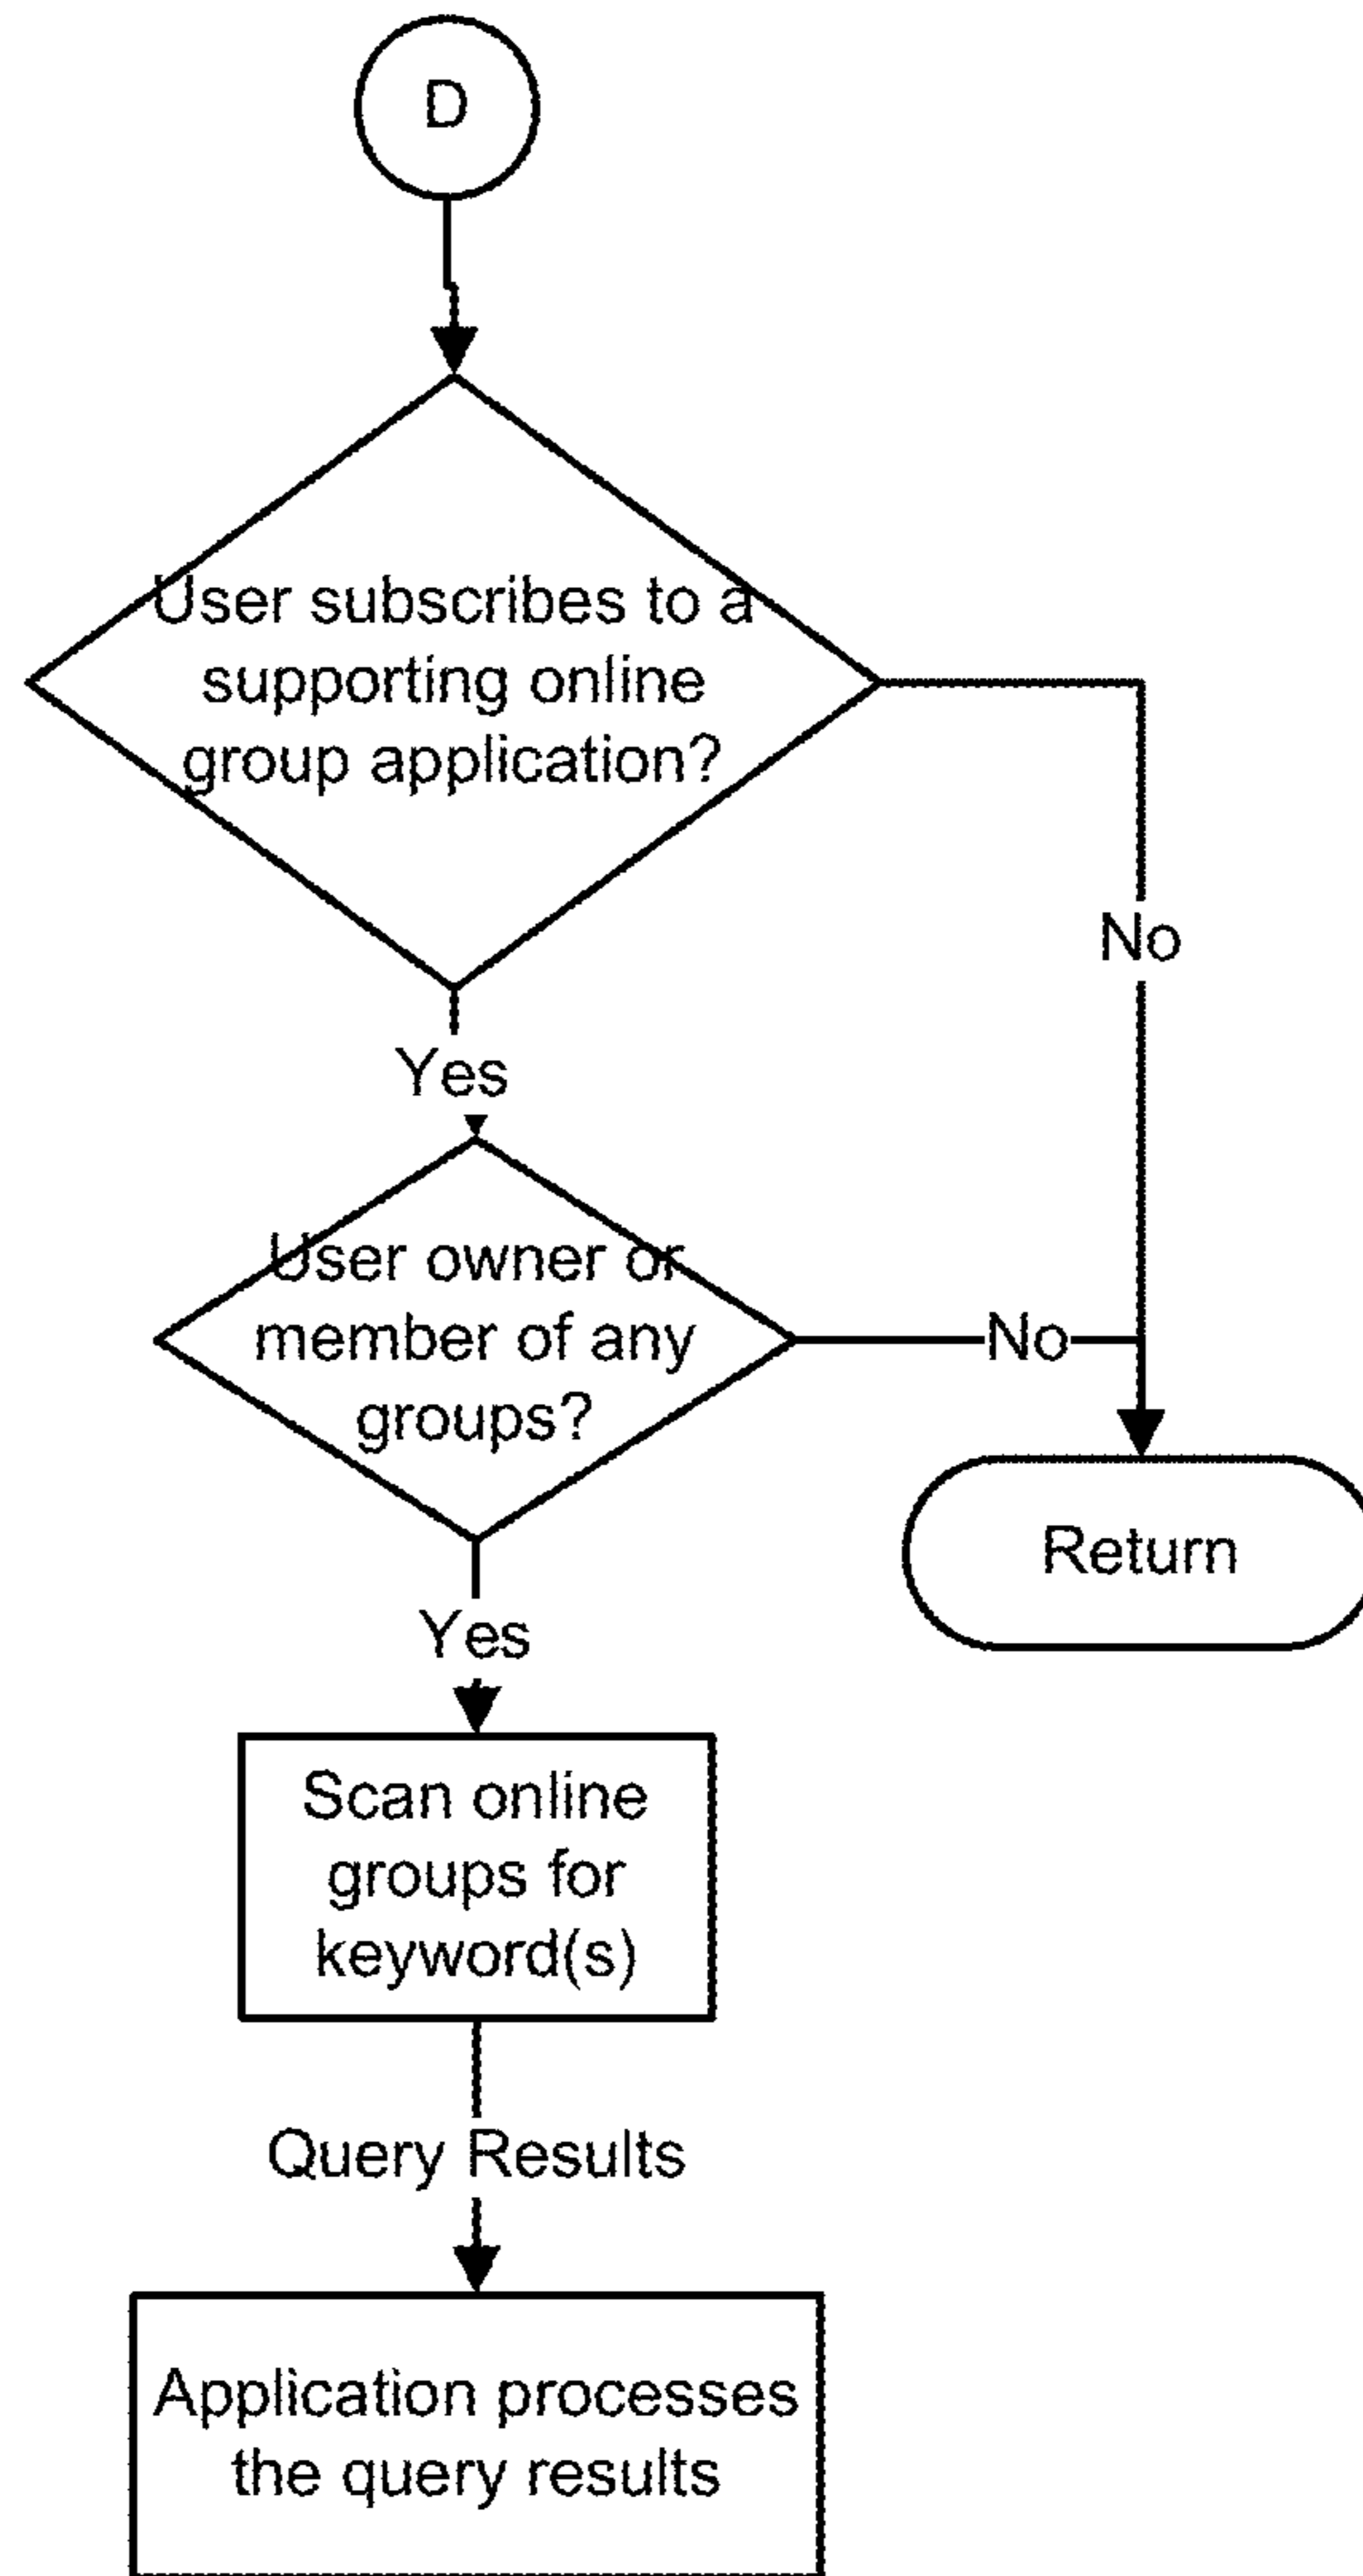 D
User subscribes to a
supporting online
group application?
No
Yes
User owner or
member of any
groups?
No
Return
Yes
Scan online
groups for
keyword(s)
Query Results
Application processes
the query results